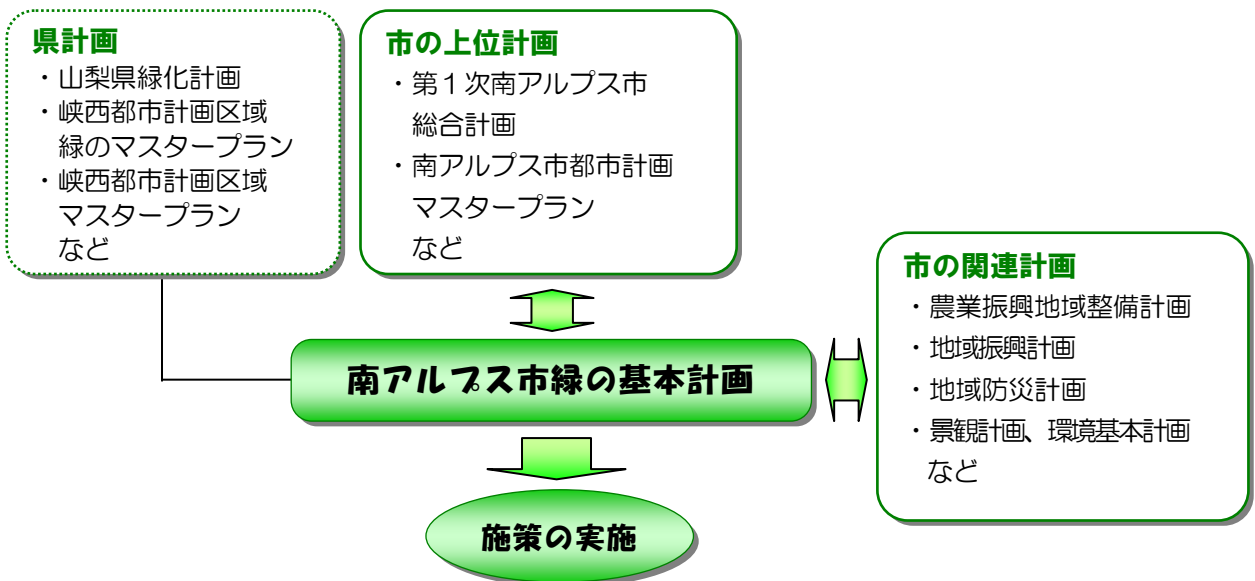 県計画
・山梨県緑化計画
・峡西都市計画区域
緑のマスタープラン
・峡西都市計画区域
マスタープラン
など
市の上位計画
・第１次南アルプス市
総合計画
・南アルプス市都市計画
マスタープラン
など
市の関連計画
・農業振興地域整備計画
・地域振興計画
・地域防災計画
・景観計画、環境基本計画
など
南アルプス市緑の基本計画
施策の実施